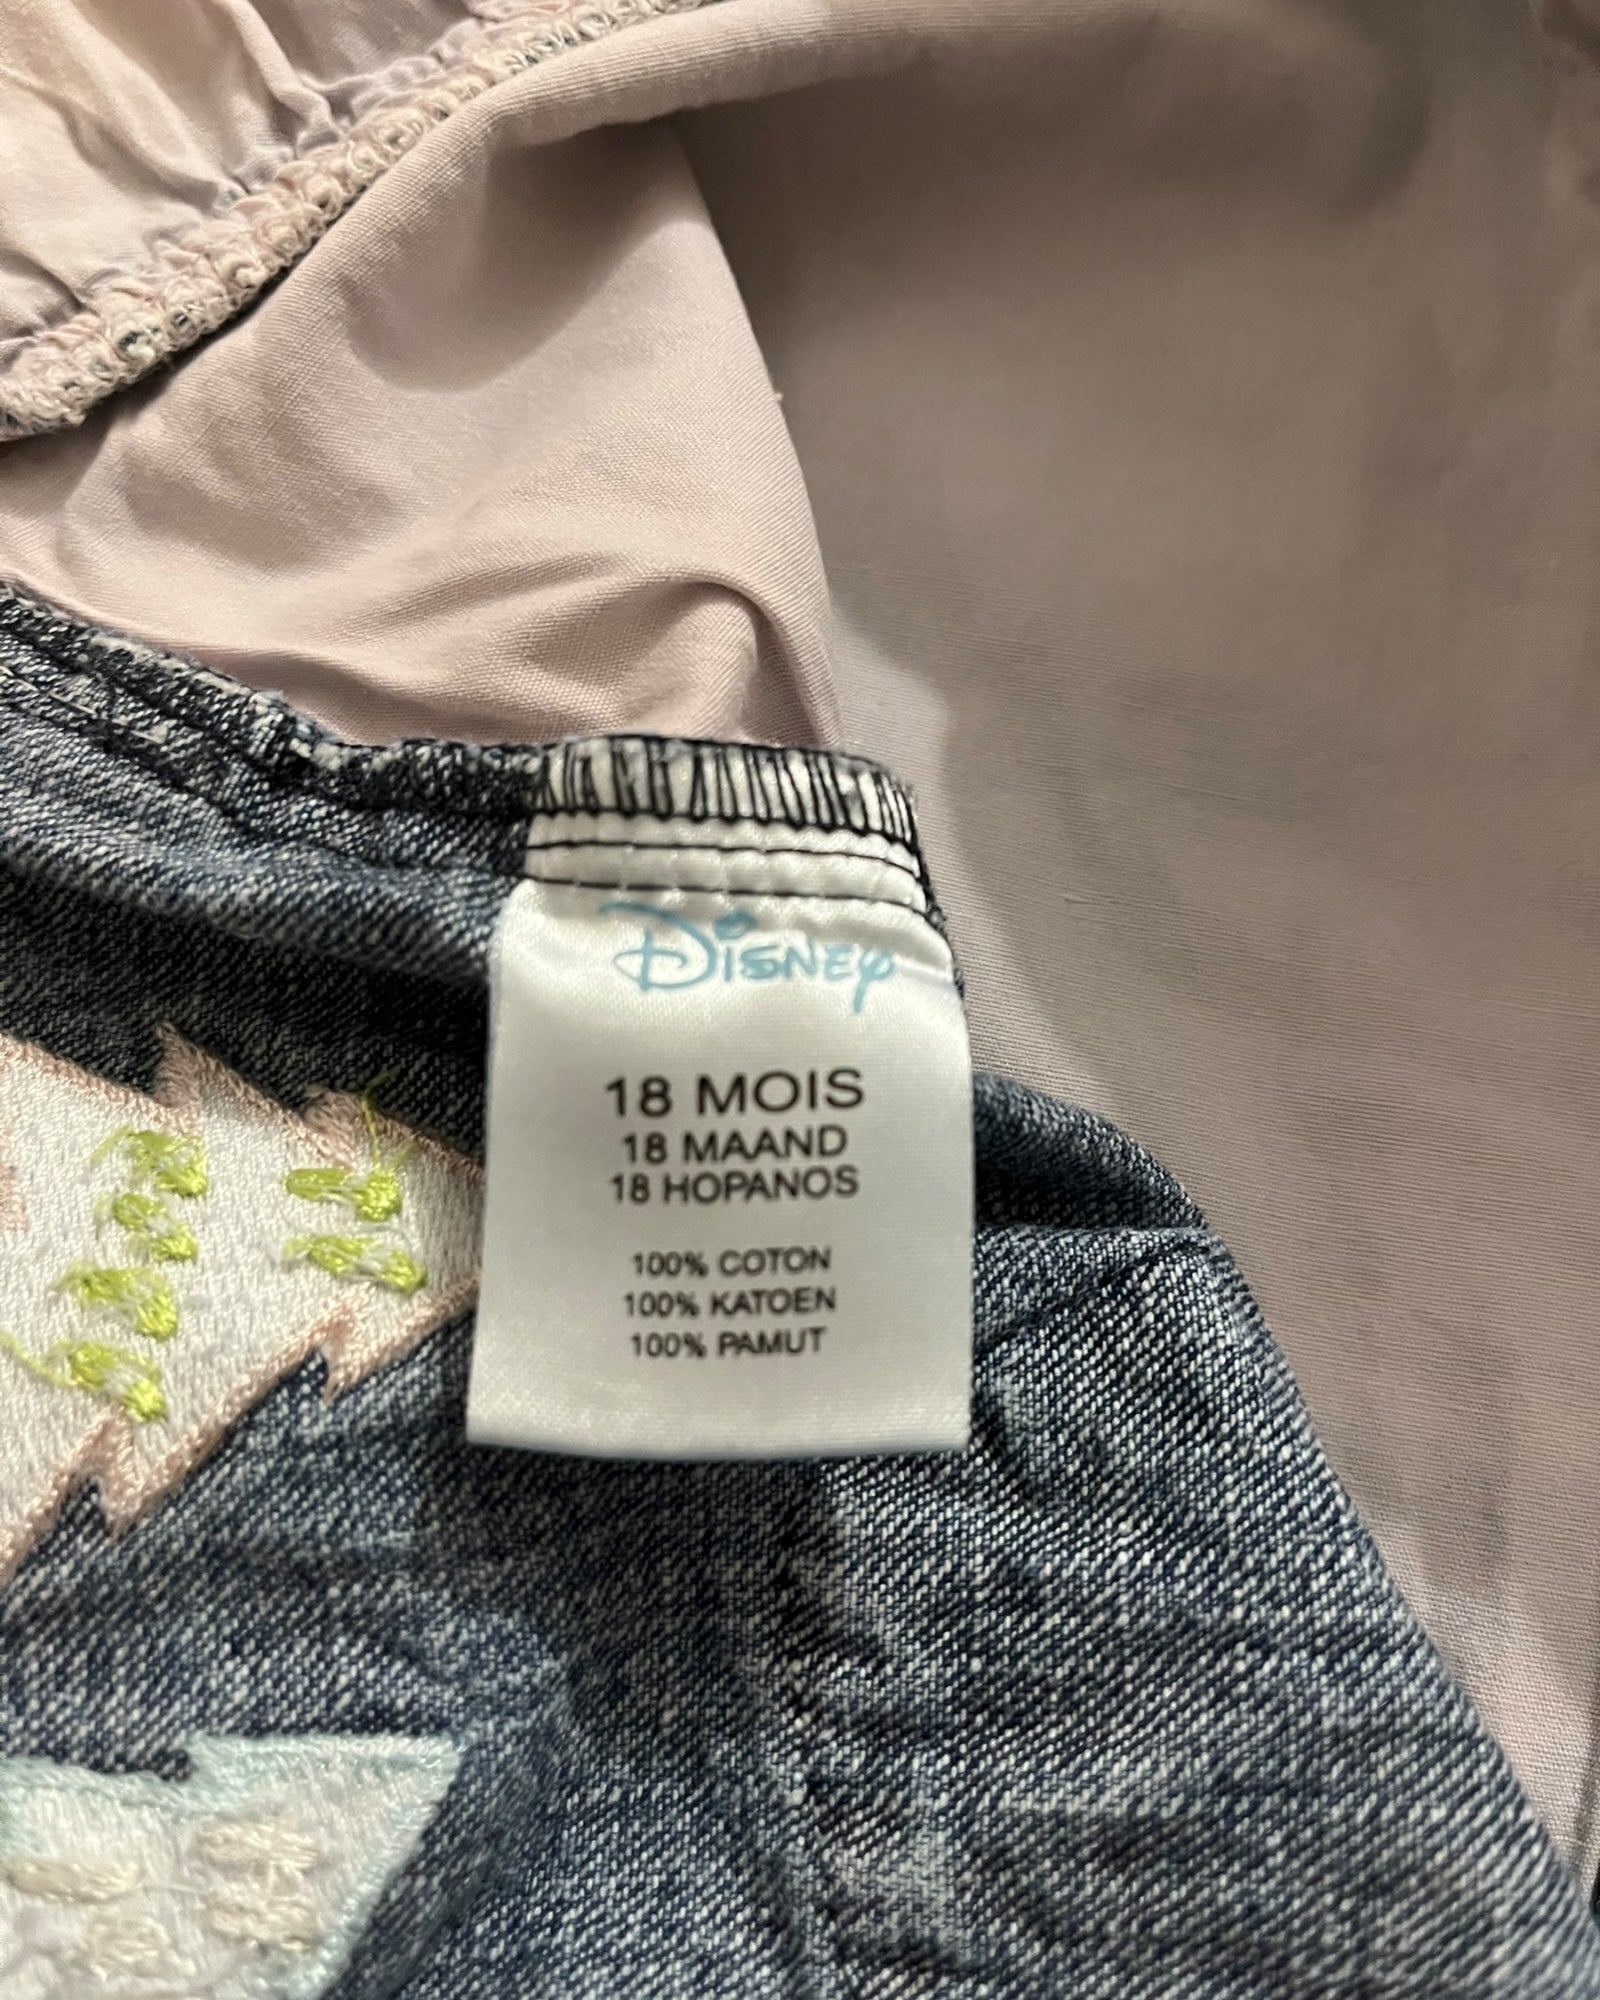 Disney
18 MOIS
18 MAAND
18 HOPANOS
100% COTON
100% KATOEN
100% PAMUT